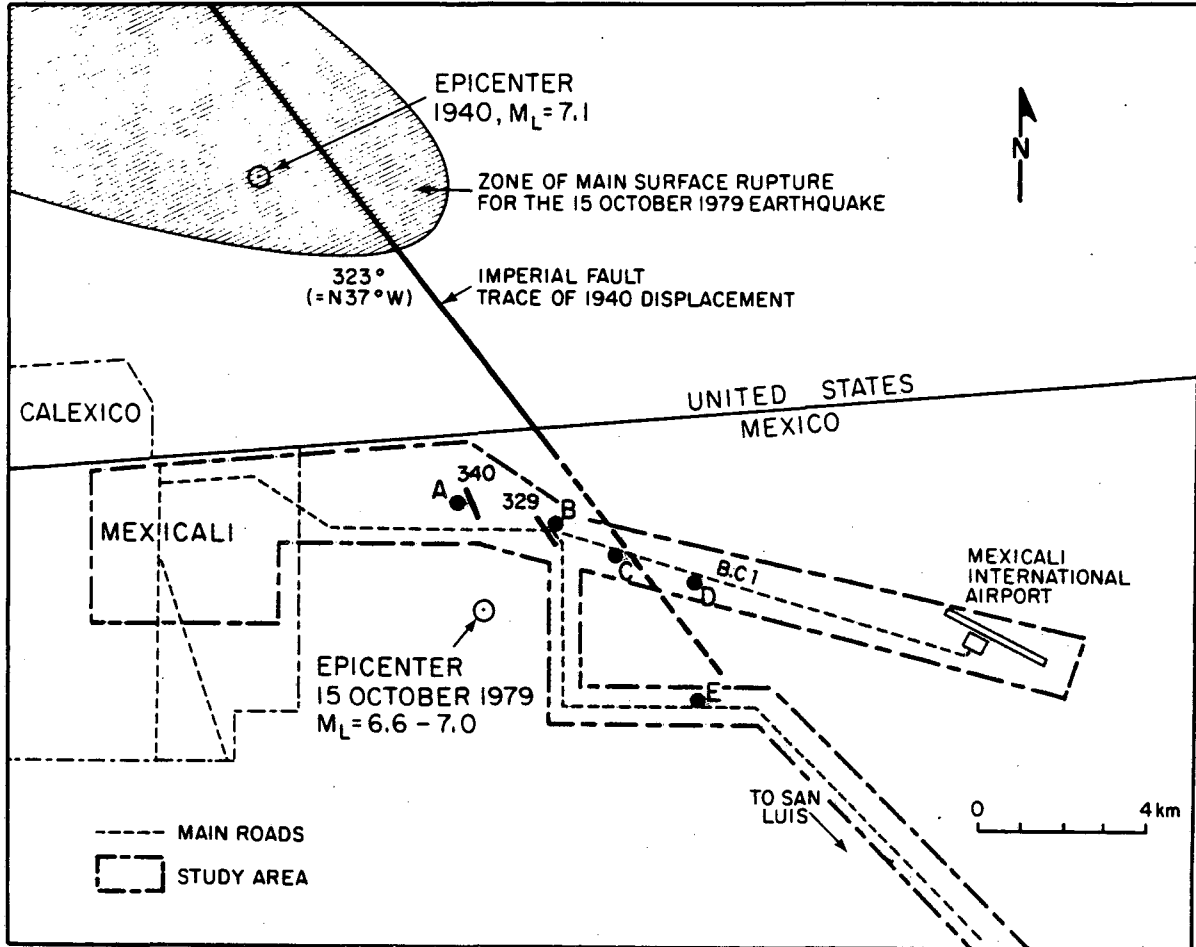 EPICENTER
1940, ML=7.1
N
ZONE OF MAIN SURFACE RUPTURE
FOR THE 15 OCTOBER 1979 EARTHQUAKE
323°
(=N37°W)
IMPERIAL FAULT
TRACE OF 1940 DISPLACEMENT
UNITED STATES
MEXICO
CALEXICO
MEXICALI
A
340
329
B
C
B.C 1
D
MEXICALI
INTERNATIONAL
AIRPORT
EPICENTER
15 OCTOBER 1979
ML=6.6 – 7.0
E
TO SAN
LUIS
0 4 km
MAIN ROADS
STUDY AREA